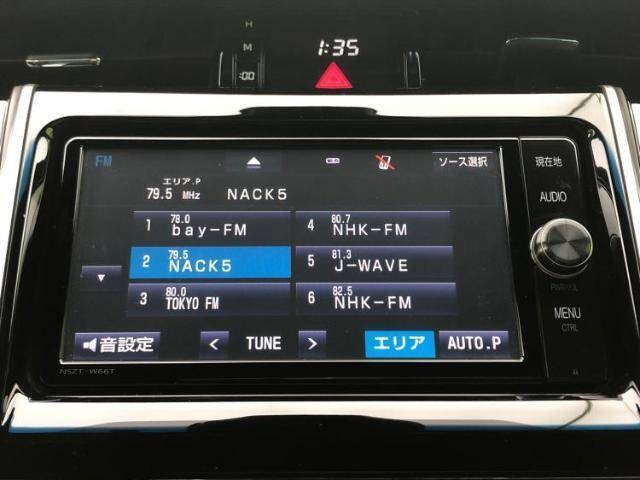 H
M
:00
1:35
FM
ソース選択
現在地
エリア.P
79.5 MHz NACK5
AUDIO
1 78.0 bay-FM
4 80.7 NHK-FM
2 79.5 NACK5
5 81.3 J-WAVE
3 80.0 TOKYO FM
6 82.5 NHK-FM
PWR/VOL
MENU
CTRL
音設定
< TUNE >
エリア
AUTO.P
NSZT-W66T